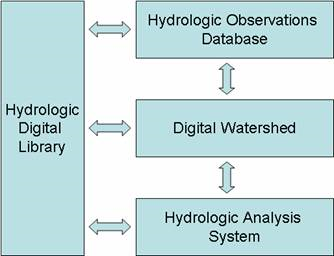 Hydrologic
Digital
Library
Hydrologic Observations
Database
Digital Watershed
Hydrologic Analysis
System